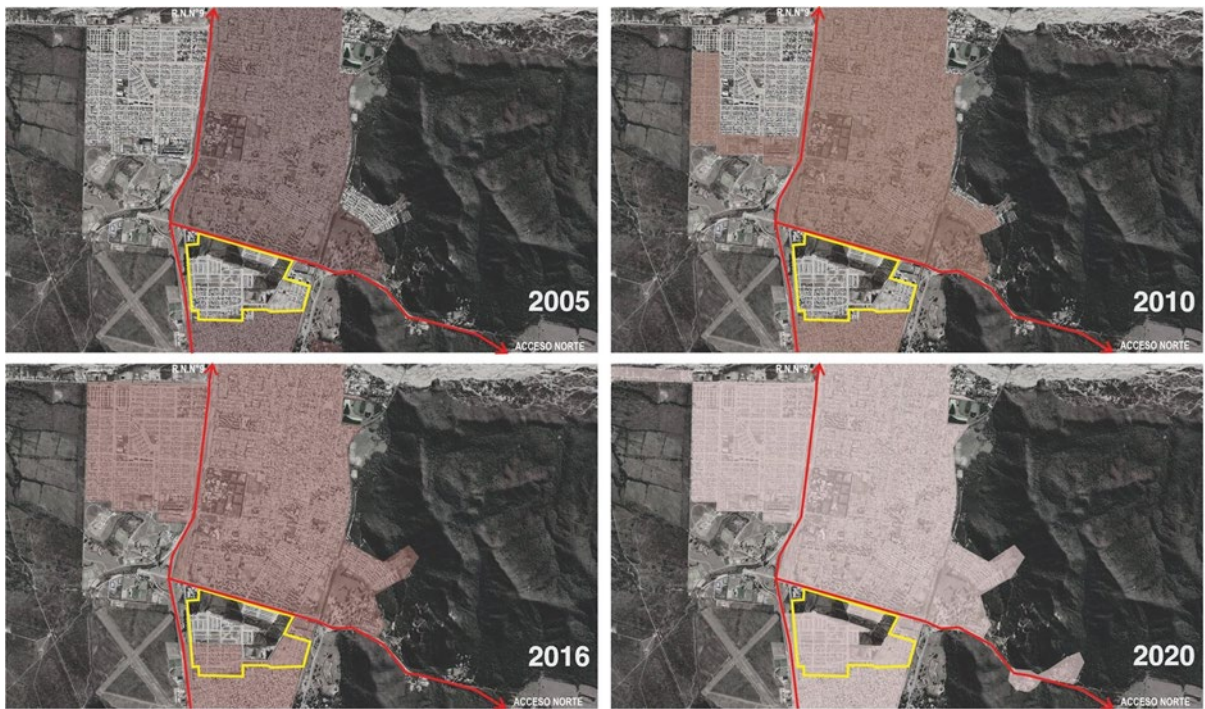 R.N.N°9
2005
ACCESO NORTE
R.N.N°9
2010
ACCESO NORTE
R.N.N°9
2016
ACCESO NORTE
R.N.N°9
2020
ACCESO NORTE